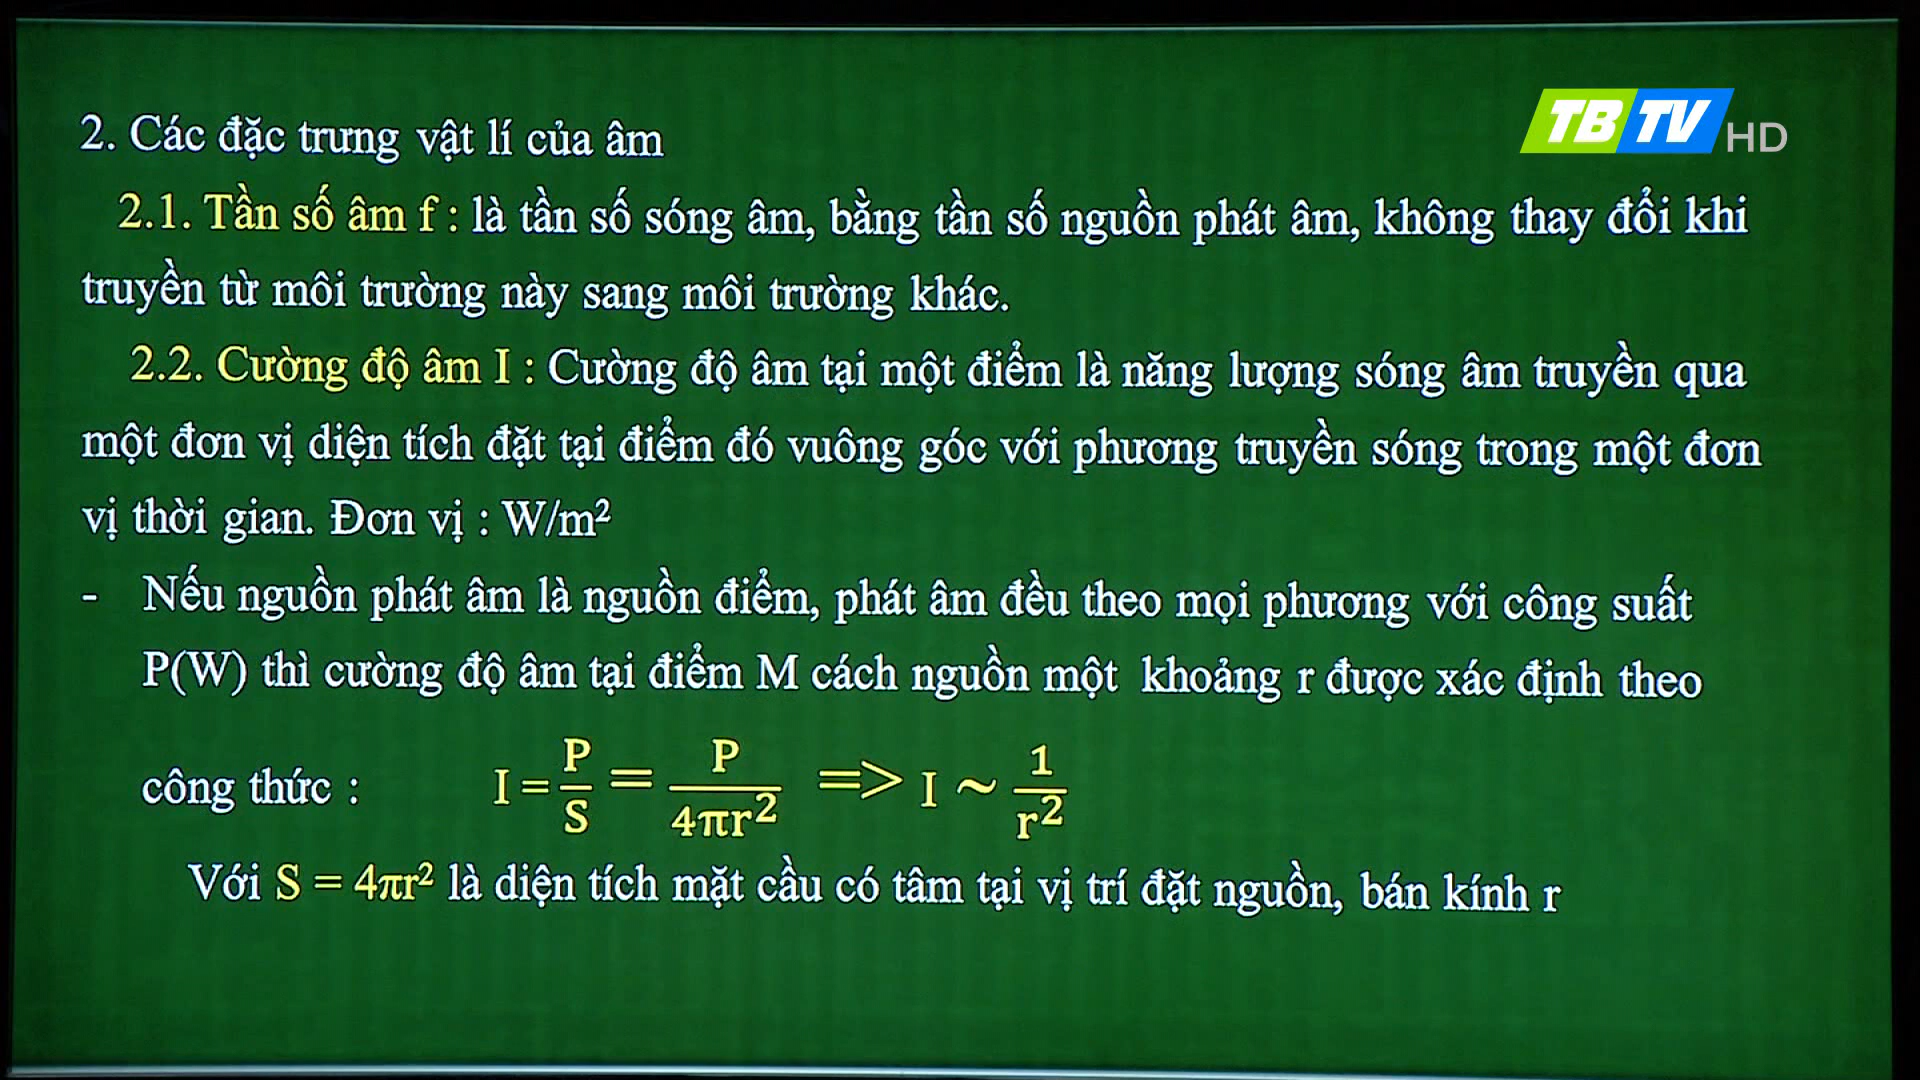 TBTV HD
2. Các đặc trưng vật lí của âm
2.1. Tần số âm f : là tần số sóng âm, bằng tần số nguồn phát âm, không thay đổi khi
truyền từ môi trường này sang môi trường khác.
2.2. Cường độ âm I : Cường độ âm tại một điểm là năng lượng sóng âm truyền qua
một đơn vị diện tích đặt tại điểm đó vuông góc với phương truyền sóng trong một đơn
vị thời gian. Đơn vị : W/m²
- Nếu nguồn phát âm là nguồn điểm, phát âm đều theo mọi phương với công suất
P(W) thì cường độ âm tại điểm M cách nguồn một khoảng r được xác định theo
công thức : I = P/S = P/4πr² => I ~ 1/r²
Với S = 4πr² là diện tích mặt cầu có tâm tại vị trí đặt nguồn, bán kính r